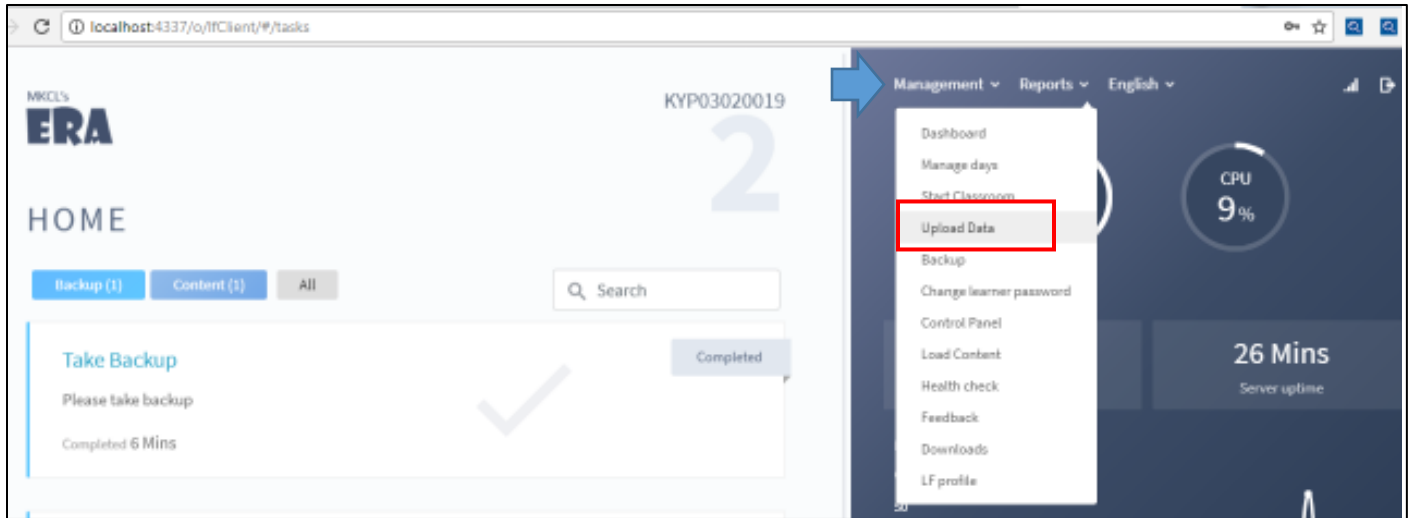 localhost:4337/o/lfClient/#/tasks
MKCL's
ERA
KYP03020019
2
HOME
Backup (1) Content (1) All
Search
Take Backup
Completed
Please take backup
Completed 6 Mins
Management Reports English
Dashboard
Manage days
Start Classroom
Upload Data
Backup
Change learner password
Control Panel
Load Content
Health check
Feedback
Downloads
LF profile
CPU
9%
26 Mins
Server uptime
50